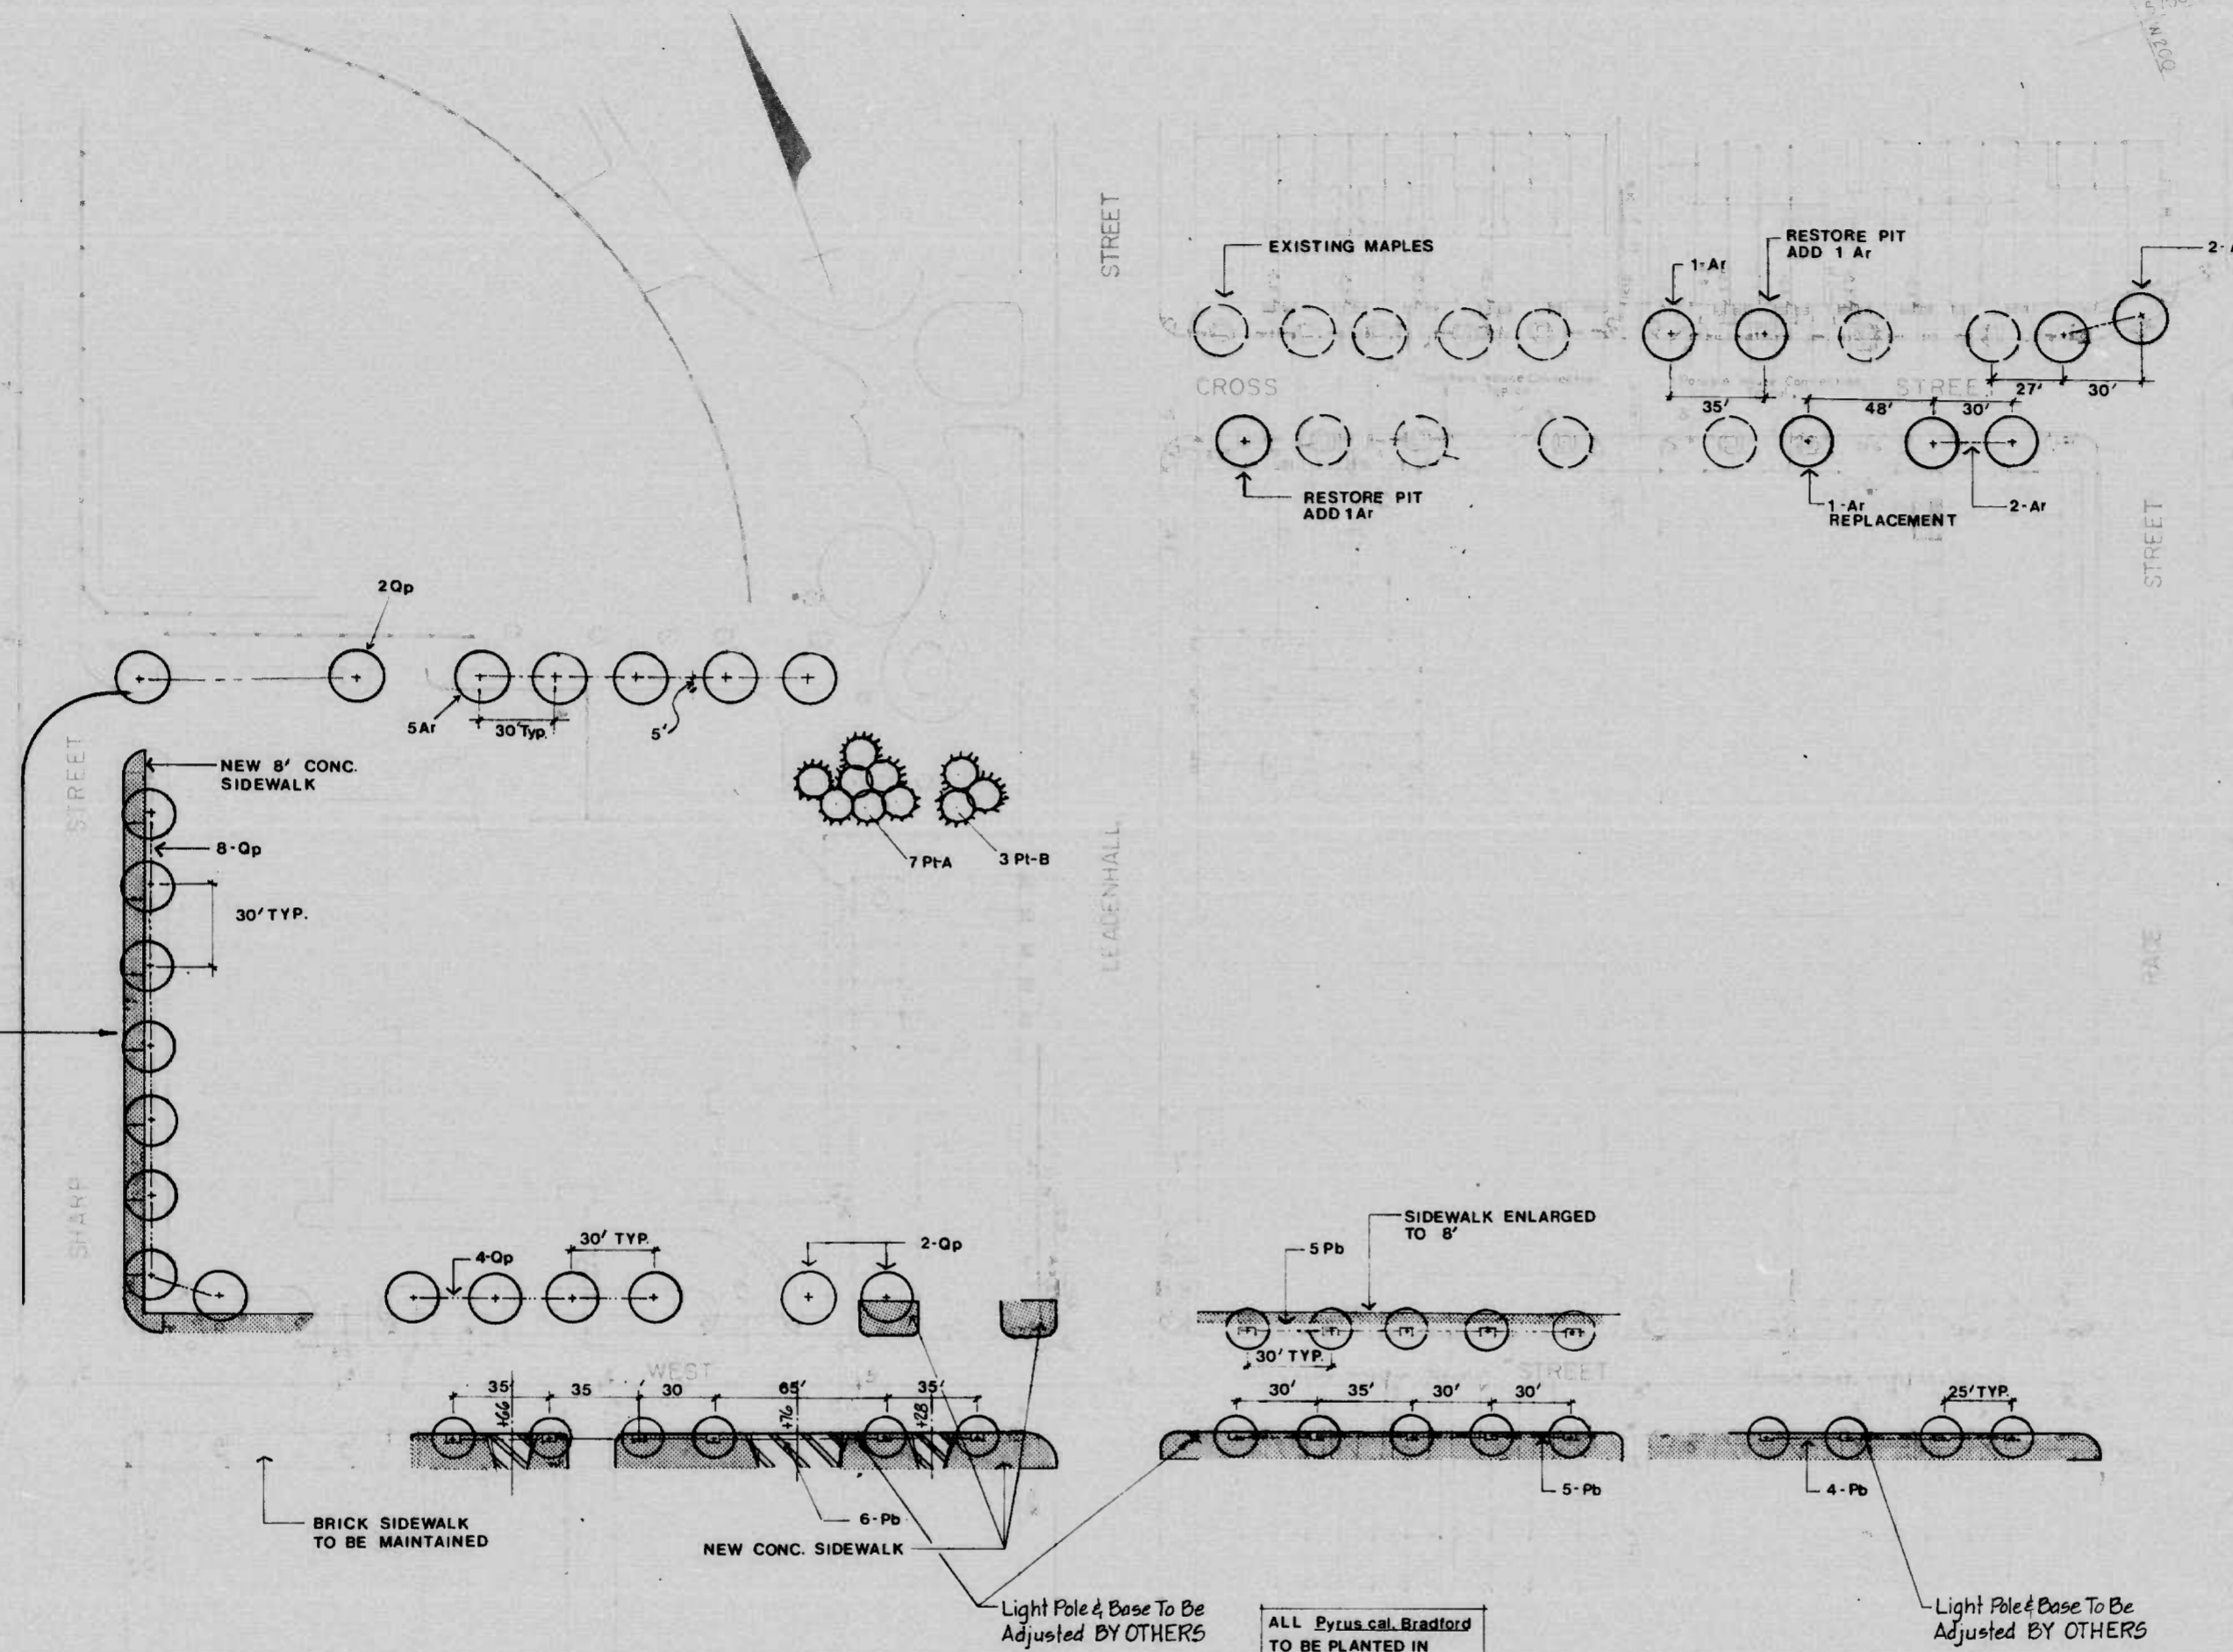 STREET
EXISTING MAPLES
1-Ar
RESTORE PIT
ADD 1 Ar
2-
CROSS
STREET
27'
30'
35'
48'
30'
RESTORE PIT
ADD 1 Ar
1-Ar
REPLACEMENT
2-Ar
STREET
2Qp
5Ar
30' Typ.
5'
STREET
NEW 8' CONC.
SIDEWALK
8-Qp
30' TYP.
7 Pt-A
3 Pt-B
LEADENHALL
RACE
SHARP
4-Qp
30' TYP.
2-Qp
5 Pb
SIDEWALK ENLARGED
TO 8'
30' TYP.
WEST
STREET
35'
35
30
65'
35'
+66
+76
+28
30'
35'
30'
30'
25' TYP.
BRICK SIDEWALK
TO BE MAINTAINED
6-Pb
NEW CONC. SIDEWALK
5-Pb
4-Pb
Light Pole & Base To Be
Adjusted BY OTHERS
ALL Pyrus cal. Bradford
TO BE PLANTED IN
Light Pole & Base To Be
Adjusted BY OTHERS